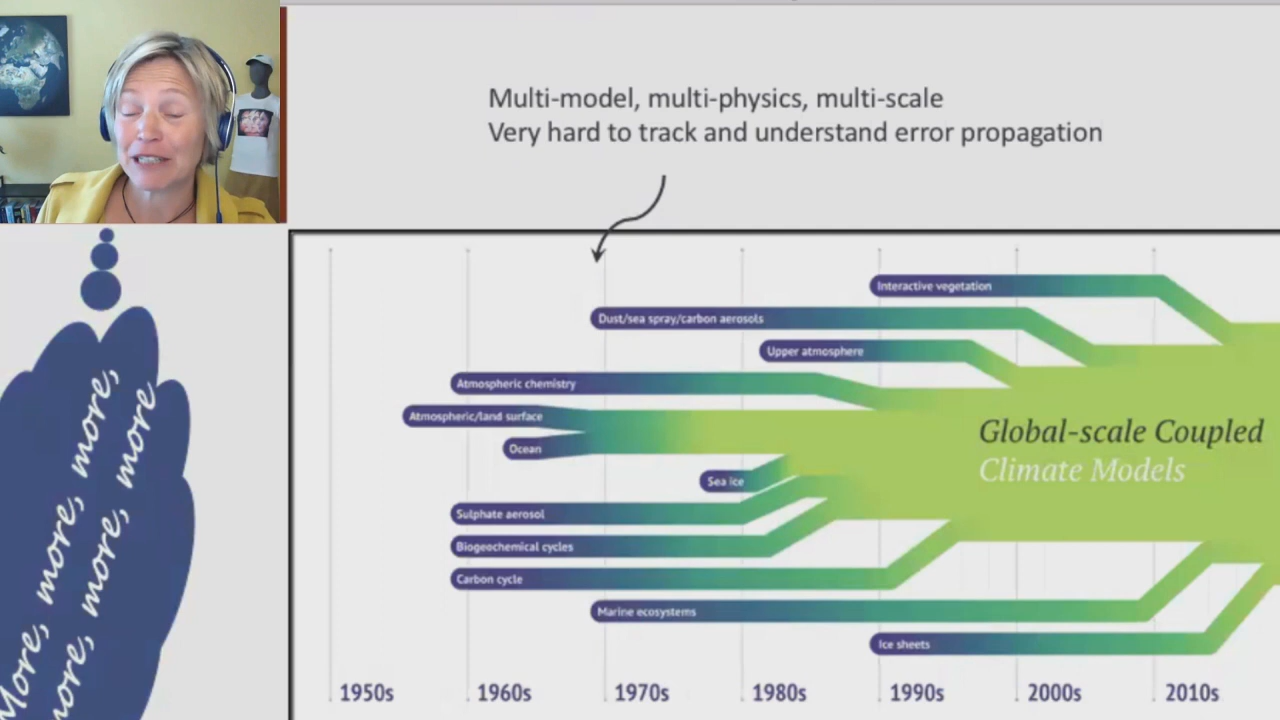 Multi-model, multi-physics, multi-scale
Very hard to track and understand error propagation
More, more, more, more,
more, more, more, more
Interactive vegetation
Dust/sea spray/carbon aerosols
Upper atmosphere
Atmospheric chemistry
Atmospheric/land surface
Ocean
Sea ice
Sulphate aerosol
Biogeochemical cycles
Carbon cycle
Marine ecosystems
Ice sheets
Global-scale Coupled
Climate Models
1950s
1960s
1970s
1980s
1990s
2000s
2010s